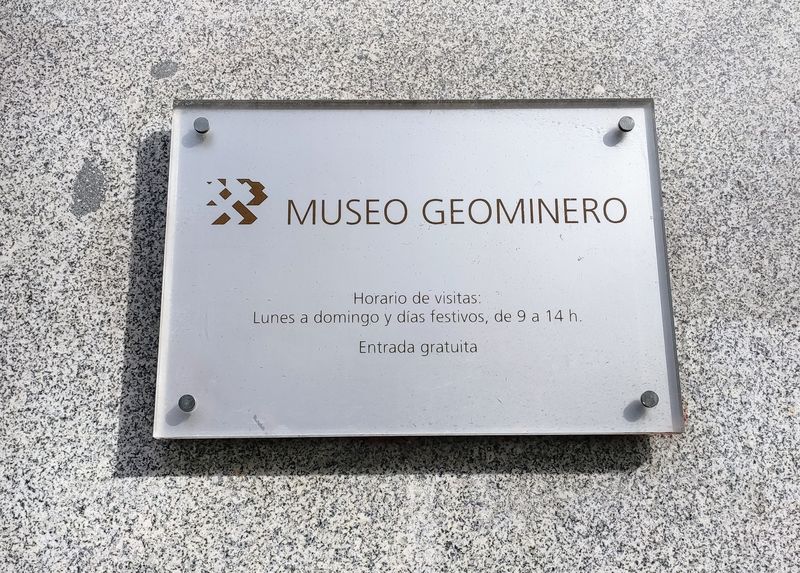 MUSEO GEOMINERO
Horario de visitas:
Lunes a domingo y días festivos, de 9 a 14 h.
Entrada gratuita